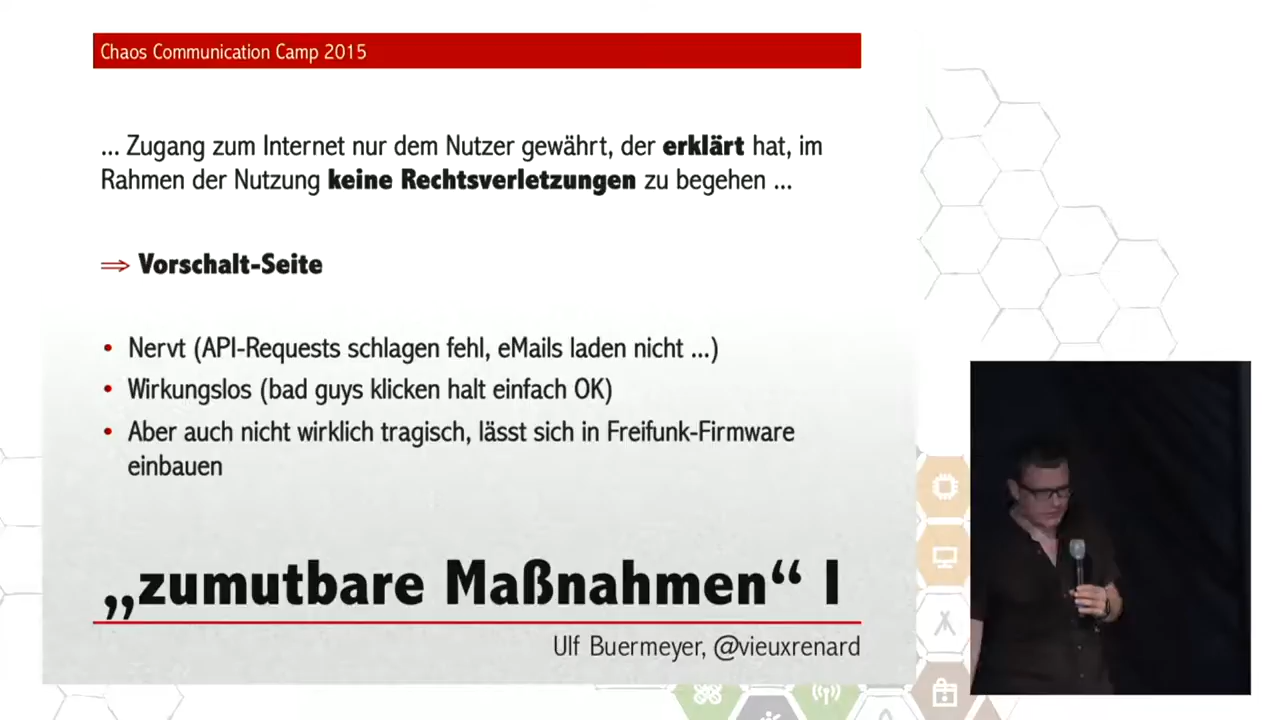 Chaos Communication Camp 2015
... Zugang zum Internet nur dem Nutzer gewährt, der erklärt hat, im
Rahmen der Nutzung keine Rechtsverletzungen zu begehen ...
⇒ Vorschalt-Seite
• Nervt (API-Requests schlagen fehl, eMails laden nicht ...)
• Wirkungslos (bad guys klicken halt einfach OK)
• Aber auch nicht wirklich tragisch, lässt sich in Freifunk-Firmware
einbauen
„zumutbare Maßnahmen“ I
Ulf Buermeyer, @vieuxrenard